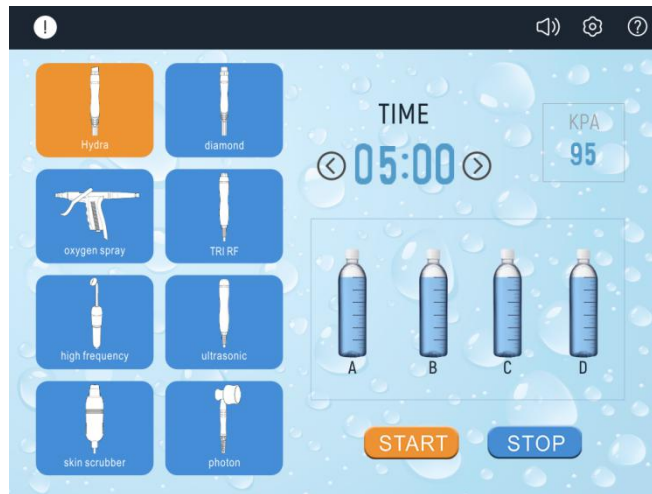 Hydra
diamond
oxygen spray
TRI RF
high frequency
ultrasonic
skin scrubber
photon
TIME
05:00
KPA
95
A
B
C
D
START
STOP